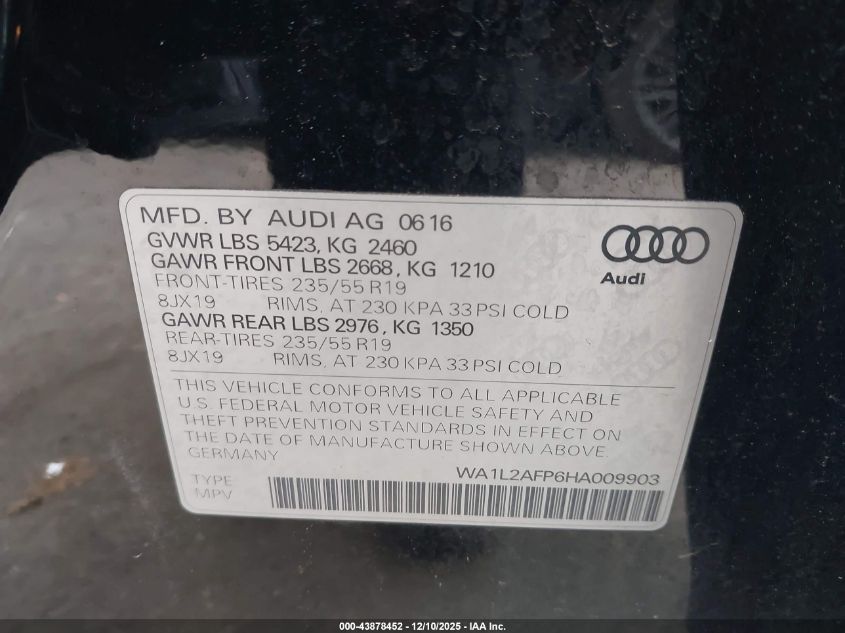 MFD. BY AUDI AG 0616
GVWR LBS 5423, KG 2460
GAWR FRONT LBS 2668, KG 1210
FRONT-TIRES 235/55 R19
8JX19 RIMS, AT 230 KPA 33 PSI COLD
GAWR REAR LBS 2976, KG 1350
REAR-TIRES 235/55 R19
8JX19 RIMS, AT 230 KPA 33 PSI COLD
Audi
THIS VEHICLE CONFORMS TO ALL APPLICABLE
U.S. FEDERAL MOTOR VEHICLE SAFETY AND
THEFT PREVENTION STANDARDS IN EFFECT ON
THE DATE OF MANUFACTURE SHOWN ABOVE.
GERMANY
WA1L2AFP6HA009903
TYPE
MPV
000-43878452 - 12/10/2025 - IAA Inc.